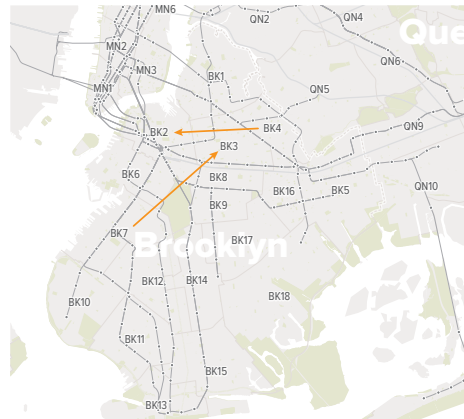 MN6
QN2
QN4
Que
MN2
QN6
MN3
BK1
MN1
QN5
BK2
BK4
QN9
BK3
BK6
BK8
BK16
BK5
QN10
BK9
BK7
Brooklyn
BK17
BK12
BK14
BK10
BK18
BK11
BK15
BK13